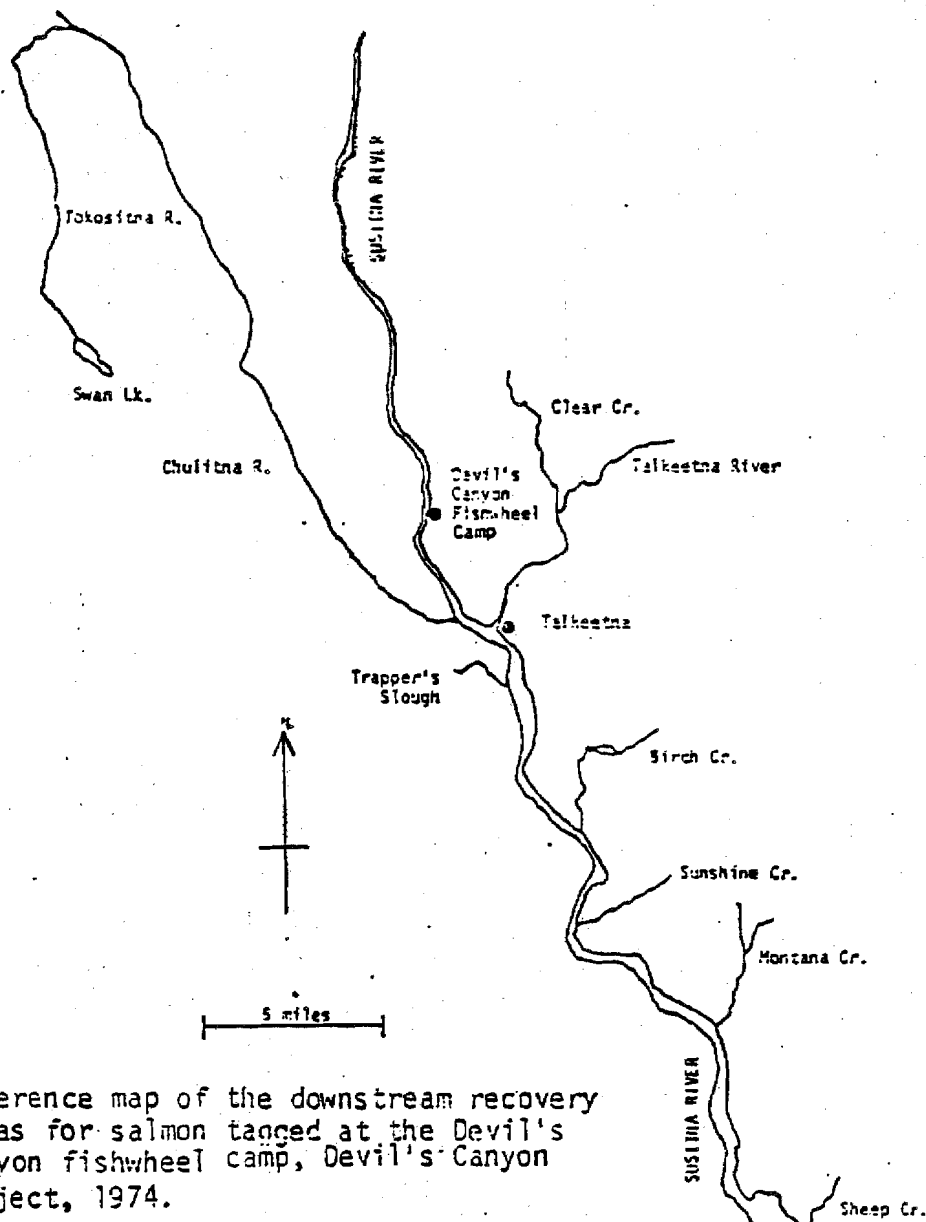 SUSITNA RIVER
Tokositna R.
Swan Lk.
Clear Cr.
Chulitna R.
Talkeetna River
Devil's
Canyon
Fishwheel
Camp
Talkeetna
Trapper's
Slough
N
Birch Cr.
Sunshine Cr.
Montana Cr.
5 miles
SUSITNA RIVER
Sheep Cr.
erence map of the downstream recovery
as for salmon tagged at the Devil's
yon fishwheel camp, Devil's Canyon
ject, 1974.